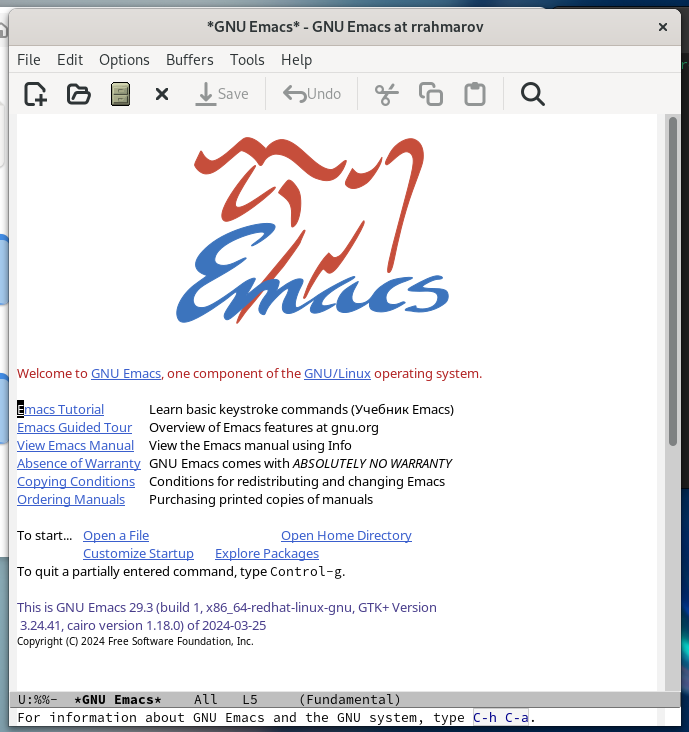 *GNU Emacs* - GNU Emacs at rrahmarov
File Edit Options Buffers Tools Help
Save Undo
Emacs
Welcome to GNU Emacs, one component of the GNU/Linux operating system.
Emacs Tutorial Learn basic keystroke commands (Учебник Emacs)
Emacs Guided Tour Overview of Emacs features at gnu.org
View Emacs Manual View the Emacs manual using Info
Absence of Warranty GNU Emacs comes with ABSOLUTELY NO WARRANTY
Copying Conditions Conditions for redistributing and changing Emacs
Ordering Manuals Purchasing printed copies of manuals
To start... Open a File Open Home Directory
Customize Startup Explore Packages
To quit a partially entered command, type Control-g.
This is GNU Emacs 29.3 (build 1, x86_64-redhat-linux-gnu, GTK+ Version
3.24.41, cairo version 1.18.0) of 2024-03-25
Copyright (C) 2024 Free Software Foundation, Inc.
U:%%- *GNU Emacs* All L5 (Fundamental)
For information about GNU Emacs and the GNU system, type C-h C-a.